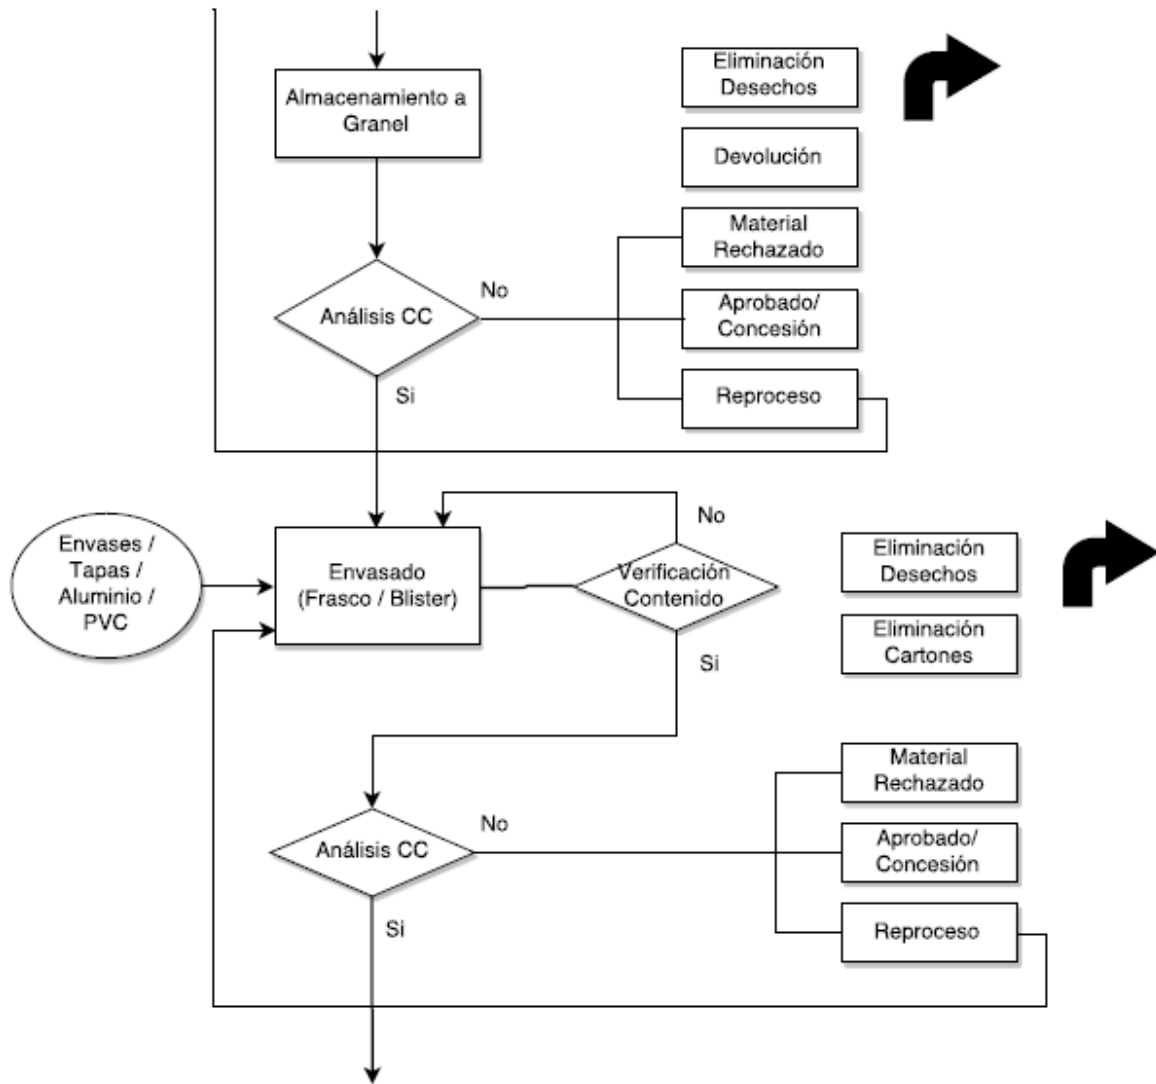 Almacenamiento a
Granel
Eliminación
Desechos
Devolución
Material
Rechazado
Análisis CC
No
Aprobado/
Concesión
Si
Reproceso
Envases /
Tapas /
Aluminio /
PVC
Envasado
(Frasco / Blister)
No
Verificación
Contenido
Si
Eliminación
Desechos
Eliminación
Cartones
Material
Rechazado
Análisis CC
No
Aprobado/
Concesión
Si
Reproceso